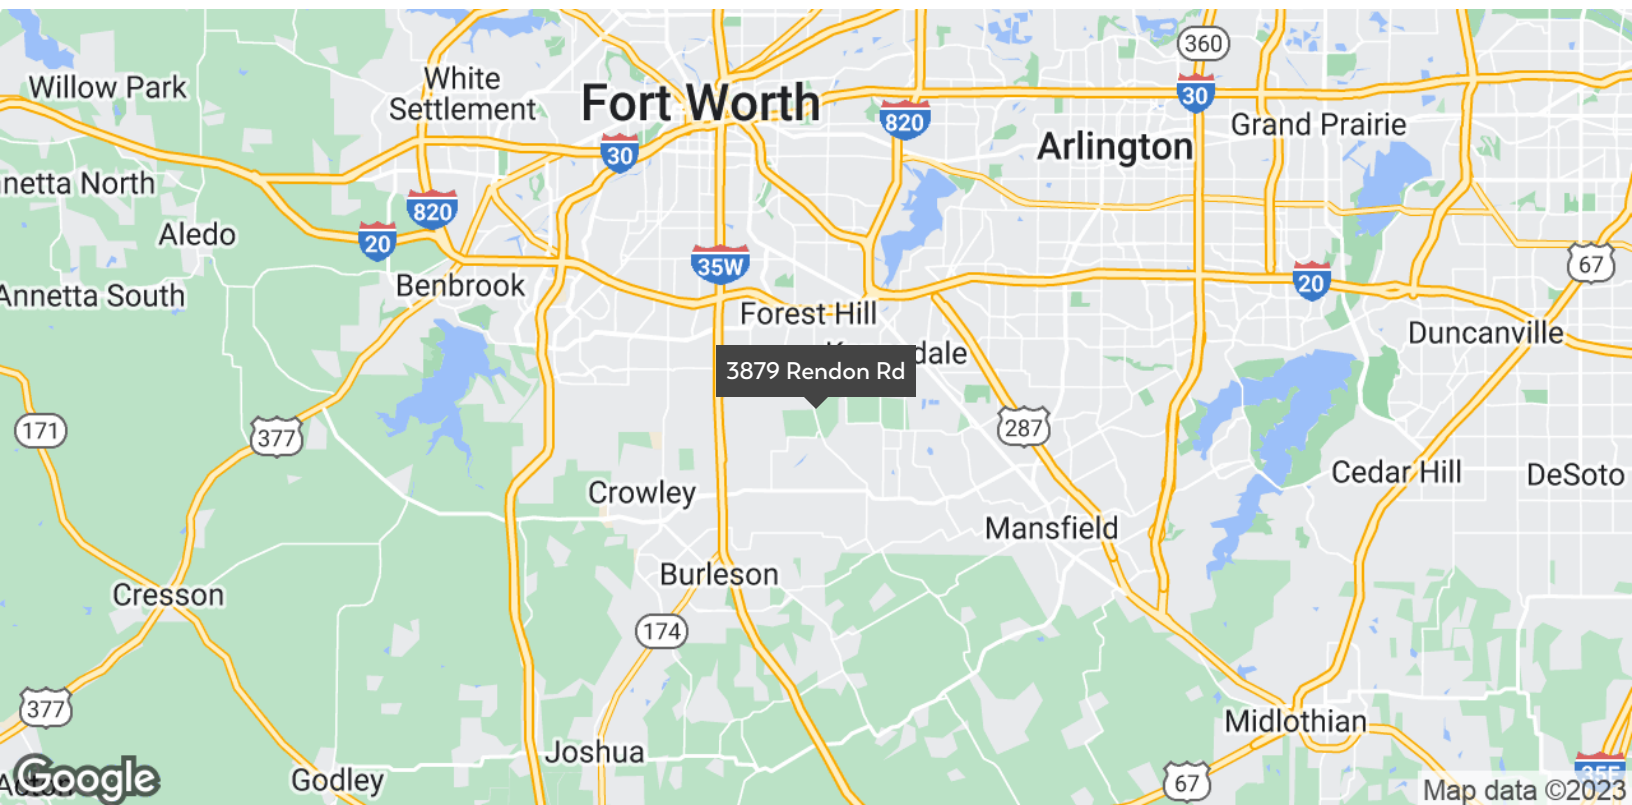 360
Willow Park
White
Settlement
Fort Worth
30
820
Grand Prairie
Arlington
30
nnetta North
820
Aledo
20
35W
67
Benbrook
20
Annetta South
Forest Hill
Duncanville
dale
3879 Rendon Rd
171
377
287
Cedar Hill
DeSoto
Crowley
Mansfield
Burleson
Cresson
174
377
Midlothian
Joshua
Godley
67
35E
Google
Map data ©2023